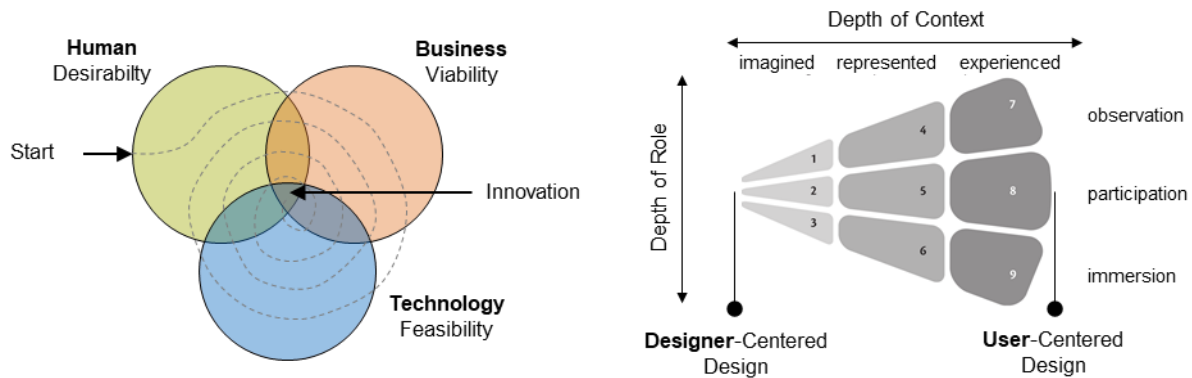 Human
Desirabilty
Business
Viability
Start
Innovation
Technology
Feasibility
Depth of Context
imagined represented experienced
Depth of Role
1
2
3
4
5
6
7
8
9
observation
participation
immersion
Designer-Centered
Design
User-Centered
Design